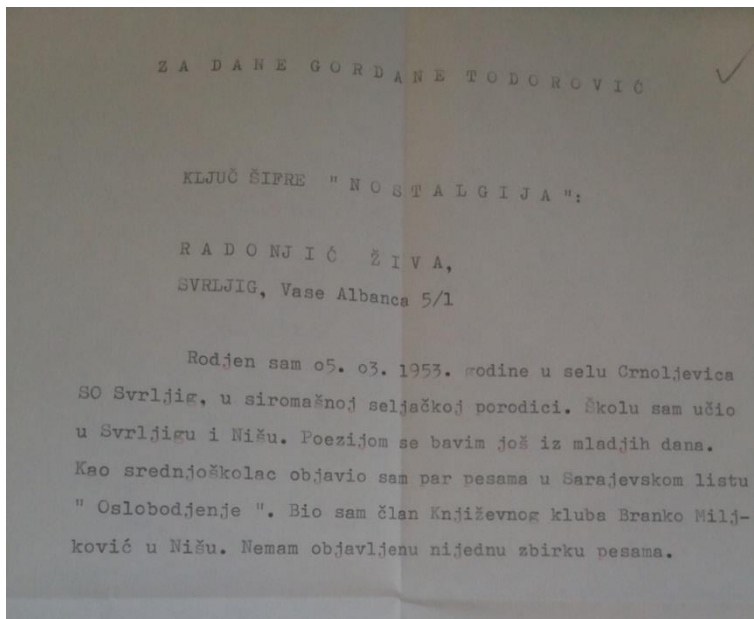 ZA DANE GORDANE TODOROVIĆ
KLJUČ ŠIFRE "NOSTALGIJA":
RADONJIĆ ŽIVA,
SVRLJIG, Vase Albanca 5/1
Rodjen sam o5. o3. 1953. godine u selu Crnoljevica
SO Svrljig, u siromašnoj seljačkoj porodici. Školu sam učio
u Svrljigu i Nišu. Poezijom se bavim još iz mladjih dana.
Kao srednjoškolac objavio sam par pesama u Sarajevskom listu
" Oslobodjenje ". Bio sam član Književnog kluba Branko Milj-
ković u Nišu. Nemam objavljenu nijednu zbirku pesama.